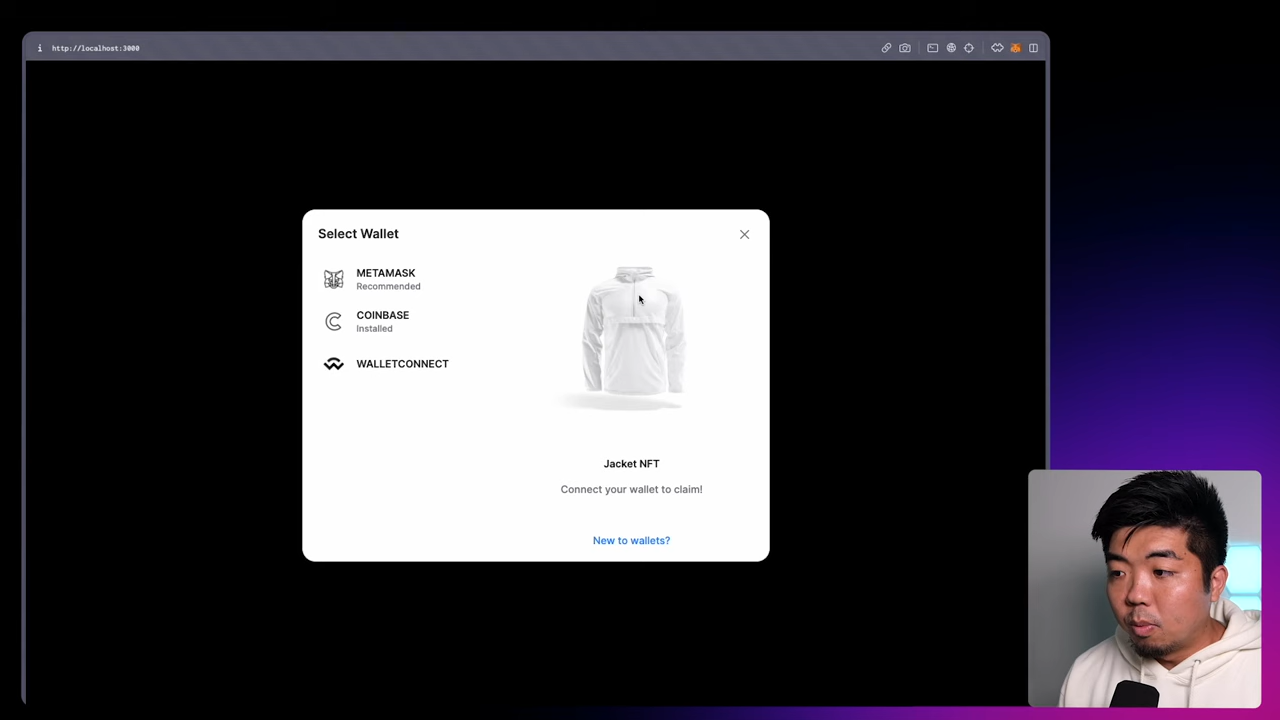 http://localhost:3000
Select Wallet
METAMASK
Recommended
COINBASE
Installed
WALLETCONNECT
Jacket NFT
Connect your wallet to claim!
New to wallets?